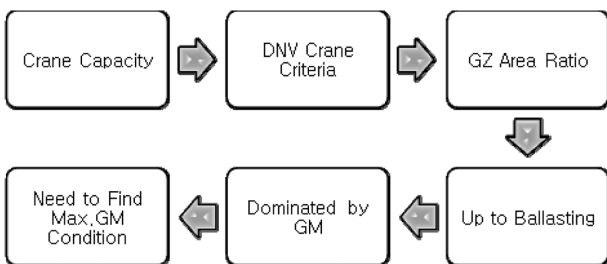 Crane Capacity
DNV Crane
Criteria
GZ Area Ratio
Up to Ballasting
Dominated by
GM
Need to Find
Max.GM
Condition